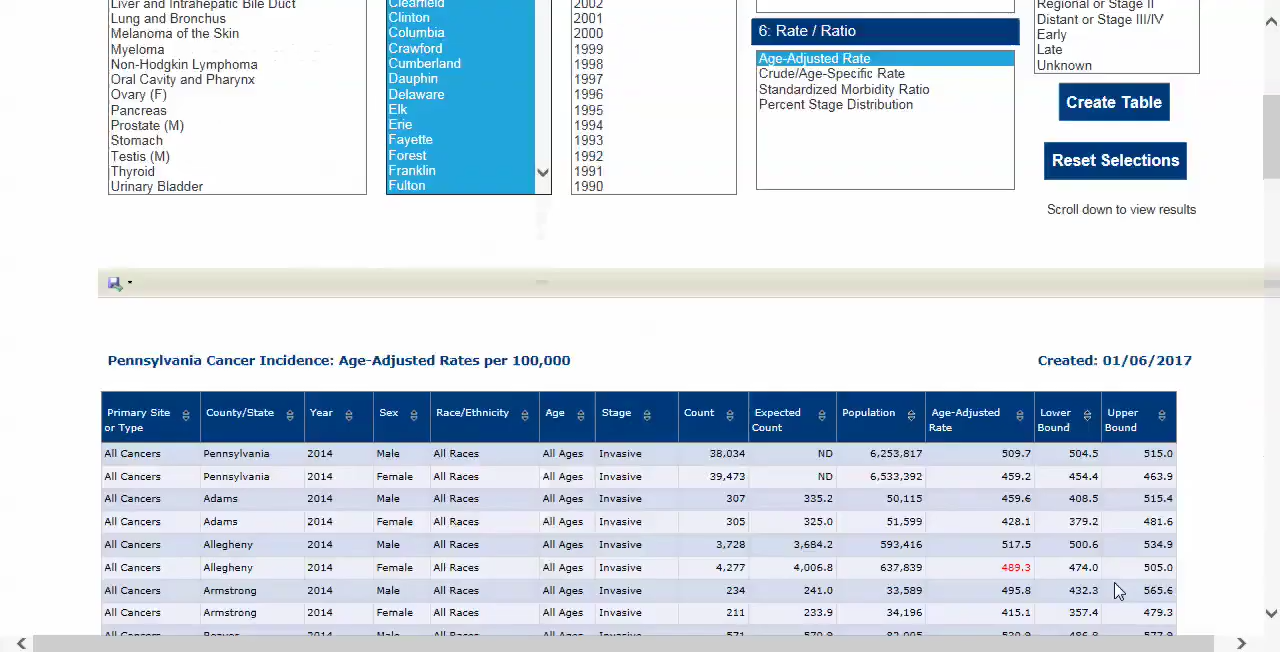 Liver and Intrahepatic Bile Duct
Lung and Bronchus
Melanoma of the Skin
Myeloma
Non-Hodgkin Lymphoma
Oral Cavity and Pharynx
Ovary (F)
Pancreas
Prostate (M)
Stomach
Testis (M)
Thyroid
Urinary Bladder
Clearfield
Clinton
Columbia
Crawford
Cumberland
Dauphin
Delaware
Elk
Erie
Fayette
Forest
Franklin
Fulton
2002
2001
2000
1999
1998
1997
1996
1995
1994
1993
1992
1991
1990
6: Rate / Ratio
Age-Adjusted Rate
Crude/Age-Specific Rate
Standardized Morbidity Ratio
Percent Stage Distribution
Regional or Stage II
Distant or Stage III/IV
Early
Late
Unknown
Create Table
Reset Selections
Scroll down to view results
Pennsylvania Cancer Incidence: Age-Adjusted Rates per 100,000 Created: 01/06/2017
Primary Site or Type County/State Year Sex Race/Ethnicity Age Stage Count Expected Count Population Age-Adjusted Rate Lower Bound Upper Bound
All Cancers Pennsylvania 2014 Male All Races All Ages Invasive 38,034 ND 6,253,817 509.7 504.5 515.0
All Cancers Pennsylvania 2014 Female All Races All Ages Invasive 39,473 ND 6,533,392 459.2 454.4 463.9
All Cancers Adams 2014 Male All Races All Ages Invasive 307 335.2 50,115 459.6 408.5 515.4
All Cancers Adams 2014 Female All Races All Ages Invasive 305 325.0 51,599 428.1 379.2 481.6
All Cancers Allegheny 2014 Male All Races All Ages Invasive 3,728 3,684.2 593,416 517.5 500.6 534.9
All Cancers Allegheny 2014 Female All Races All Ages Invasive 4,277 4,006.8 637,839 489.3 474.0 505.0
All Cancers Armstrong 2014 Male All Races All Ages Invasive 234 241.0 33,589 495.8 432.3 565.6
All Cancers Armstrong 2014 Female All Races All Ages Invasive 211 233.9 34,196 415.1 357.4 479.3
All Cancers Beaver 2014 Male All Races All Ages Invasive 571